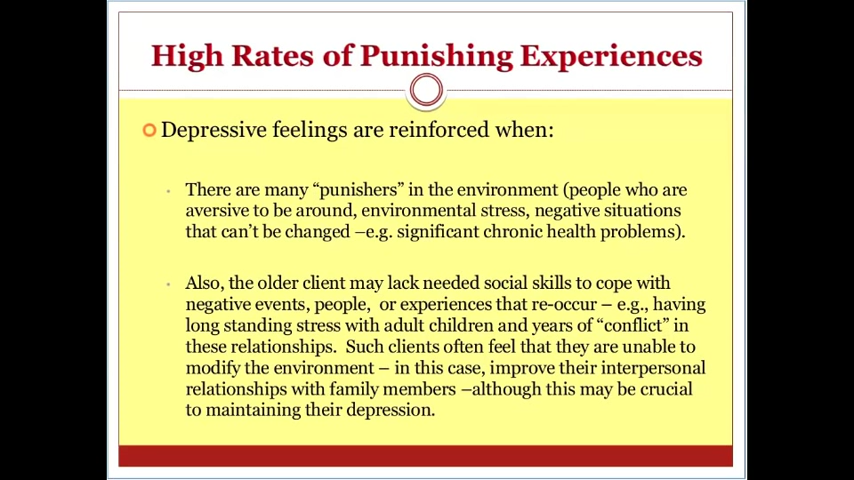 High Rates of Punishing Experiences
Depressive feelings are reinforced when:
There are many “punishers” in the environment (people who are
aversive to be around, environmental stress, negative situations
that can’t be changed –e.g. significant chronic health problems).
Also, the older client may lack needed social skills to cope with
negative events, people,  or experiences that re-occur – e.g., having
long standing stress with adult children and years of “conflict” in
these relationships.  Such clients often feel that they are unable to
modify the environment – in this case, improve their interpersonal
relationships with family members –although this may be crucial
to maintaining their depression.